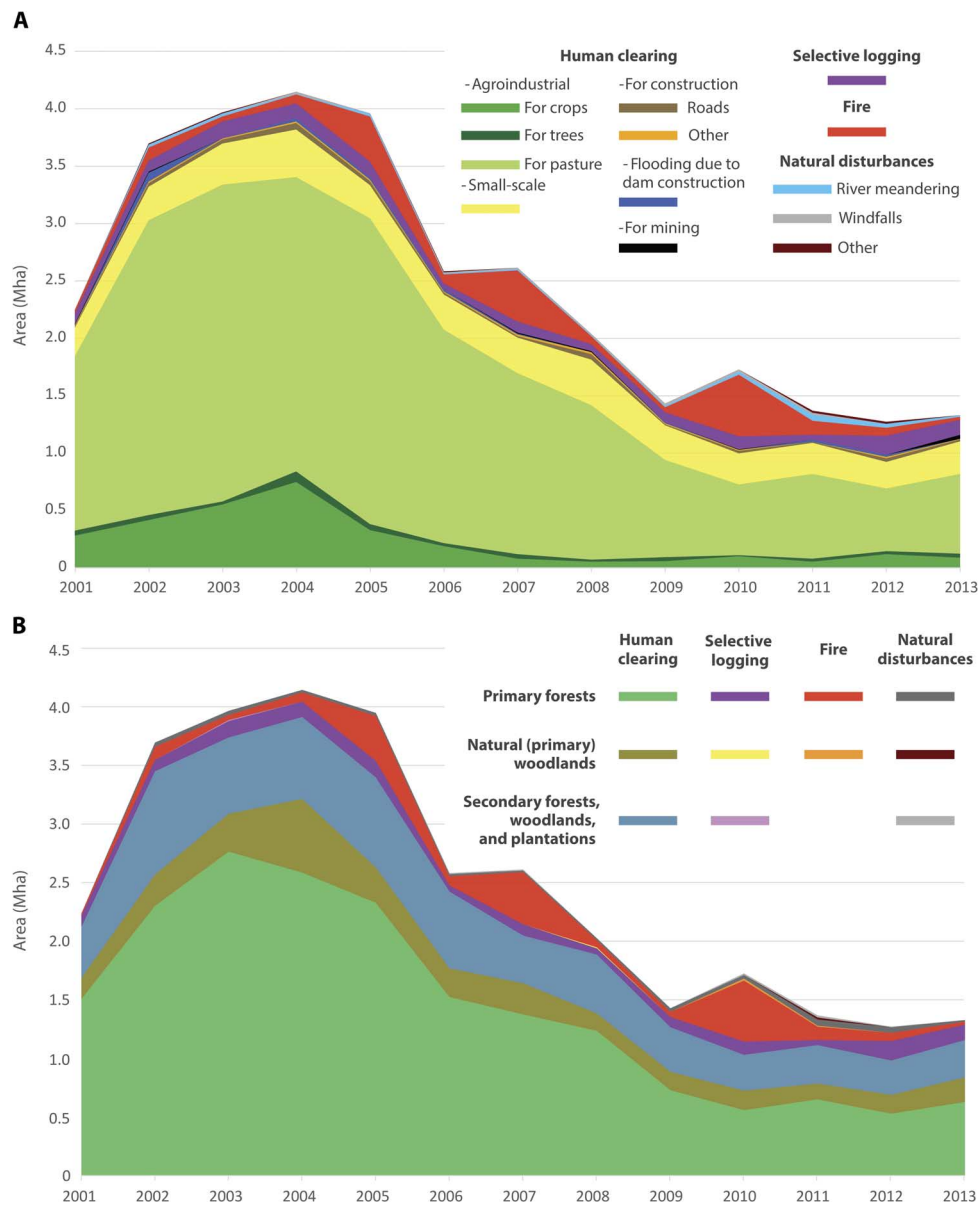 A
Area (Mha)
4.5
4.0
3.5
3.0
2.5
2.0
1.5
1.0
0.5
0
2001 2002 2003 2004 2005 2006 2007 2008 2009 2010 2011 2012 2013
Human clearing
- Agroindustrial
For crops
For trees
For pasture
- Small-scale
- For construction
Roads
Other
- Flooding due to
dam construction
- For mining
Selective logging
Fire
Natural disturbances
River meandering
Windfalls
Other
B
Area (Mha)
4.5
4.0
3.5
3.0
2.5
2.0
1.5
1.0
0.5
0
2001 2002 2003 2004 2005 2006 2007 2008 2009 2010 2011 2012 2013
Human
clearing
Selective
logging
Fire
Natural
disturbances
Primary forests
Natural (primary)
woodlands
Secondary forests,
woodlands,
and plantations